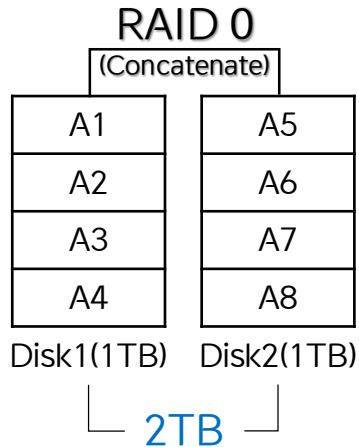 RAID 0
(Concatenate)
A1 A5
A2 A6
A3 A7
A4 A8
Disk1(1TB) Disk2(1TB)
2TB